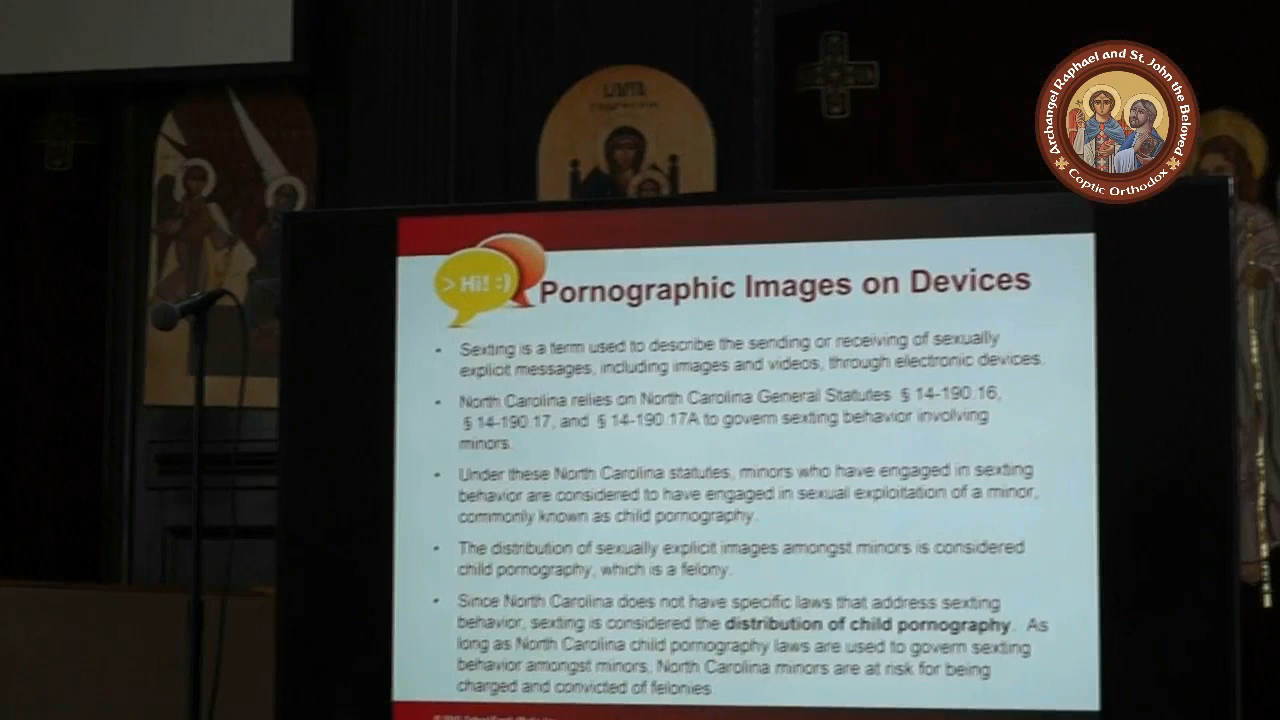 Archangel Raphael and St. John the Beloved
Coptic Orthodox
> Hi! :)
Pornographic Images on Devices
• Sexting is a term used to describe the sending or receiving of sexually
explicit messages, including images and videos, through electronic devices.
• North Carolina relies on North Carolina General Statutes § 14-190.16,
§ 14-190.17, and § 14-190.17A to govern sexting behavior involving
minors.
• Under these North Carolina statutes, minors who have engaged in sexting
behavior are considered to have engaged in sexual exploitation of a minor,
commonly known as child pornography.
• The distribution of sexually explicit images amongst minors is considered
child pornography, which is a felony.
• Since North Carolina does not have specific laws that address sexting
behavior, sexting is considered the distribution of child pornography. As
long as North Carolina child pornography laws are used to govern sexting
behavior amongst minors, North Carolina minors are at risk for being
charged and convicted of felonies.